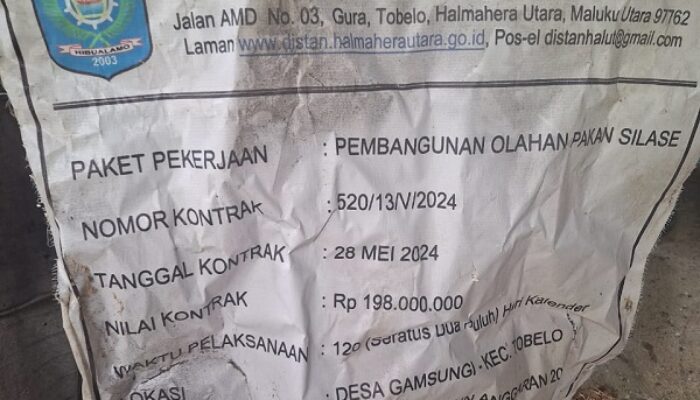 HIBUALAMO
2003
Jalan AMD No. 03, Gura, Tobelo, Halmahera Utara, Maluku Utara 97762
Laman www.distan.halmaherautara.go.id, Pos-el distanhalut@gmail.com
PAKET PEKERJAAN : PEMBANGUNAN OLAHAN PAKAN SILASE
NOMOR KONTRAK : 520/13/V/2024
TANGGAL KONTRAK : 28 MEI 2024
NILAI KONTRAK : Rp 198.000.000
WAKTU PELAKSANAAN : 120 (Seratus Dua Puluh) Hari Kalender
LOKASI : DESA GAMSUNGI - KEC. TOBELO
ANGGARAN 20